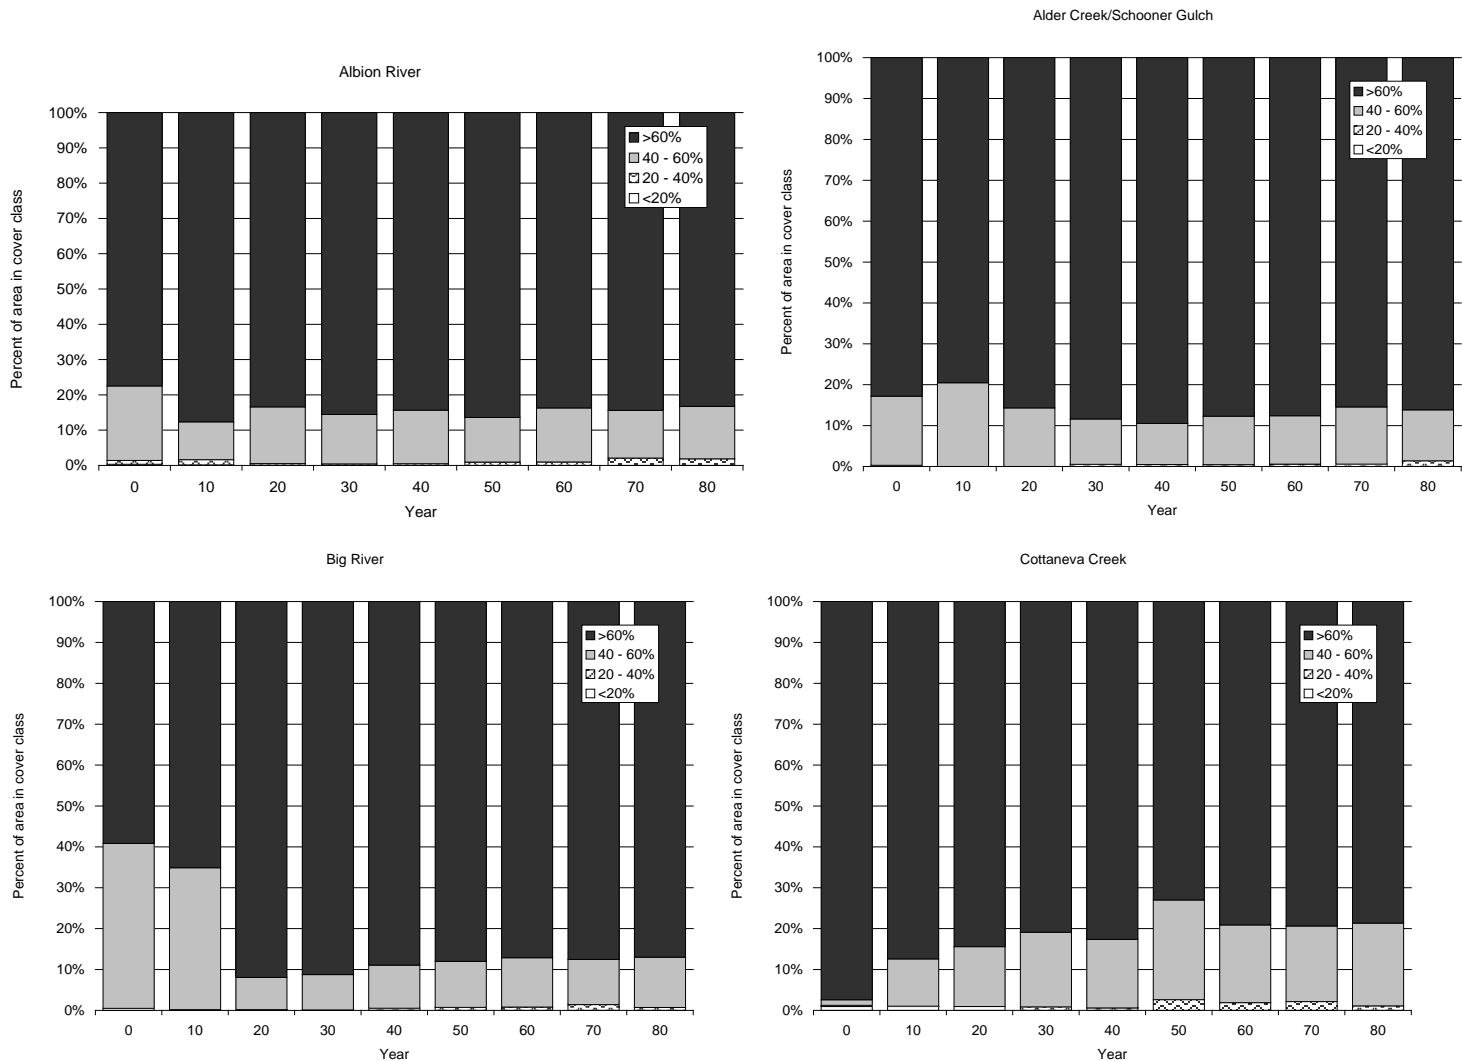 Albion River
100%
90%
80%
70%
60%
50%
40%
30%
20%
10%
0%
Percent of area in cover class
>60%
40 - 60%
20 - 40%
<20%
0 10 20 30 40 50 60 70 80
Year
Alder Creek/Schooner Gulch
100%
90%
80%
70%
60%
50%
40%
30%
20%
10%
0%
Percent of area in cover class
>60%
40 - 60%
20 - 40%
<20%
0 10 20 30 40 50 60 70 80
Year
Big River
100%
90%
80%
70%
60%
50%
40%
30%
20%
10%
0%
Percent of area in cover class
>60%
40 - 60%
20 - 40%
<20%
0 10 20 30 40 50 60 70 80
Year
Cottaneva Creek
100%
90%
80%
70%
60%
50%
40%
30%
20%
10%
0%
Percent of area in cover class
>60%
40 - 60%
20 - 40%
<20%
0 10 20 30 40 50 60 70 80
Year